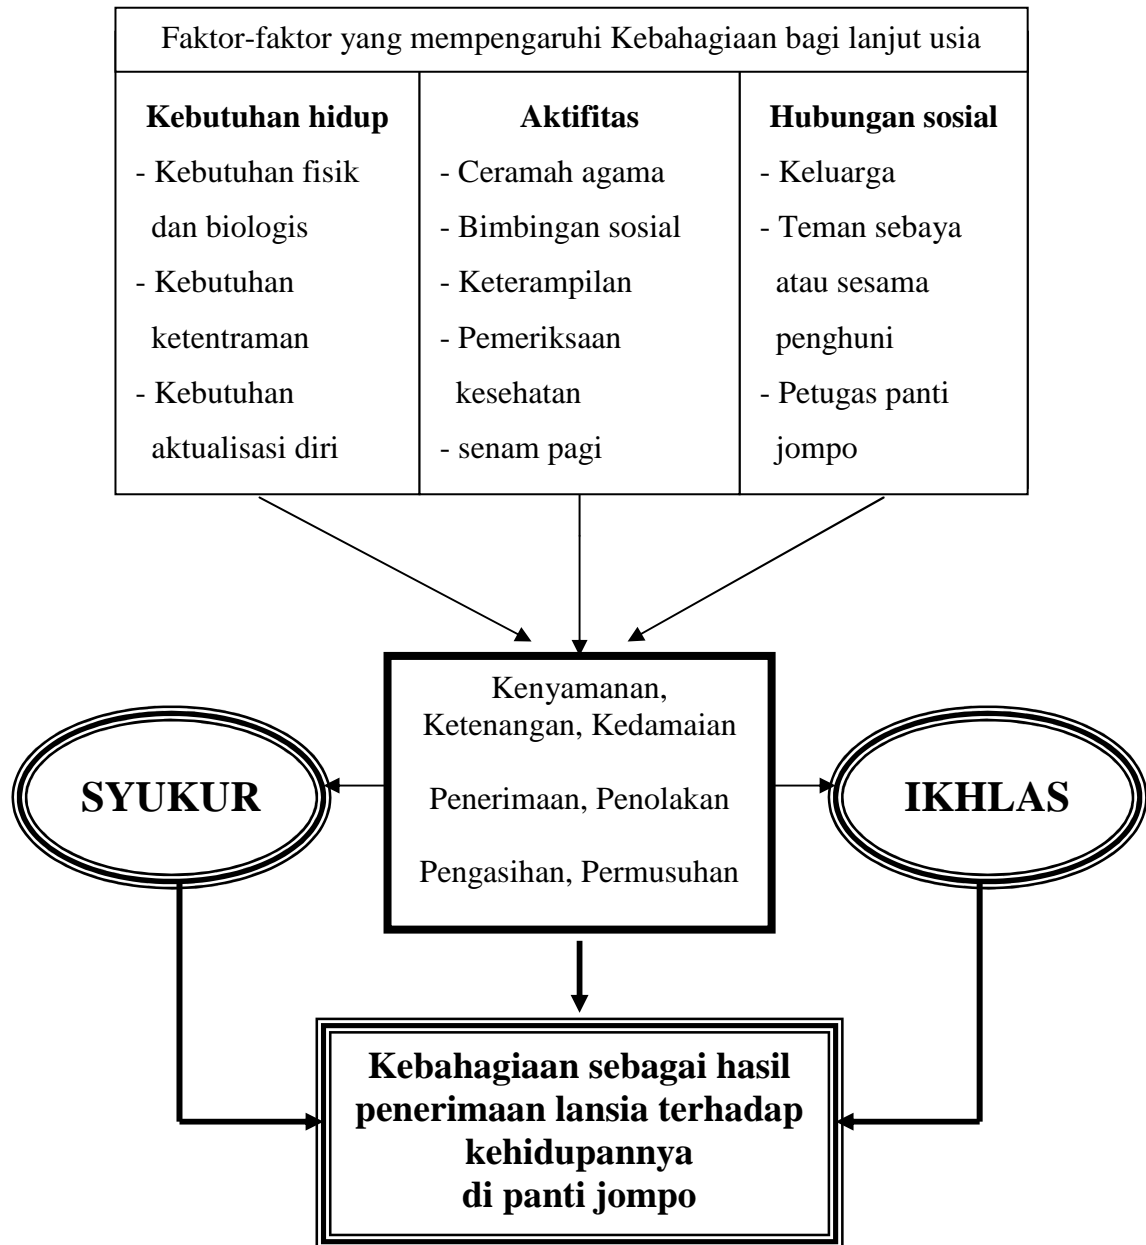 Faktor-faktor yang mempengaruhi Kebahagiaan bagi lanjut usia
Kebutuhan hidup
- Kebutuhan fisik
dan biologis
- Kebutuhan
ketentraman
- Kebutuhan
aktualisasi diri
Aktifitas
- Ceramah agama
- Bimbingan sosial
- Keterampilan
- Pemeriksaan
kesehatan
- senam pagi
Hubungan sosial
- Keluarga
- Teman sebaya
atau sesama
penghuni
- Petugas panti
jompo
Kenyamanan,
Ketenangan, Kedamaian
Penerimaan, Penolakan
Pengasihan, Permusuhan
SYUKUR
IKHLAS
Kebahagiaan sebagai hasil
penerimaan lansia terhadap
kehidupannya
di panti jompo